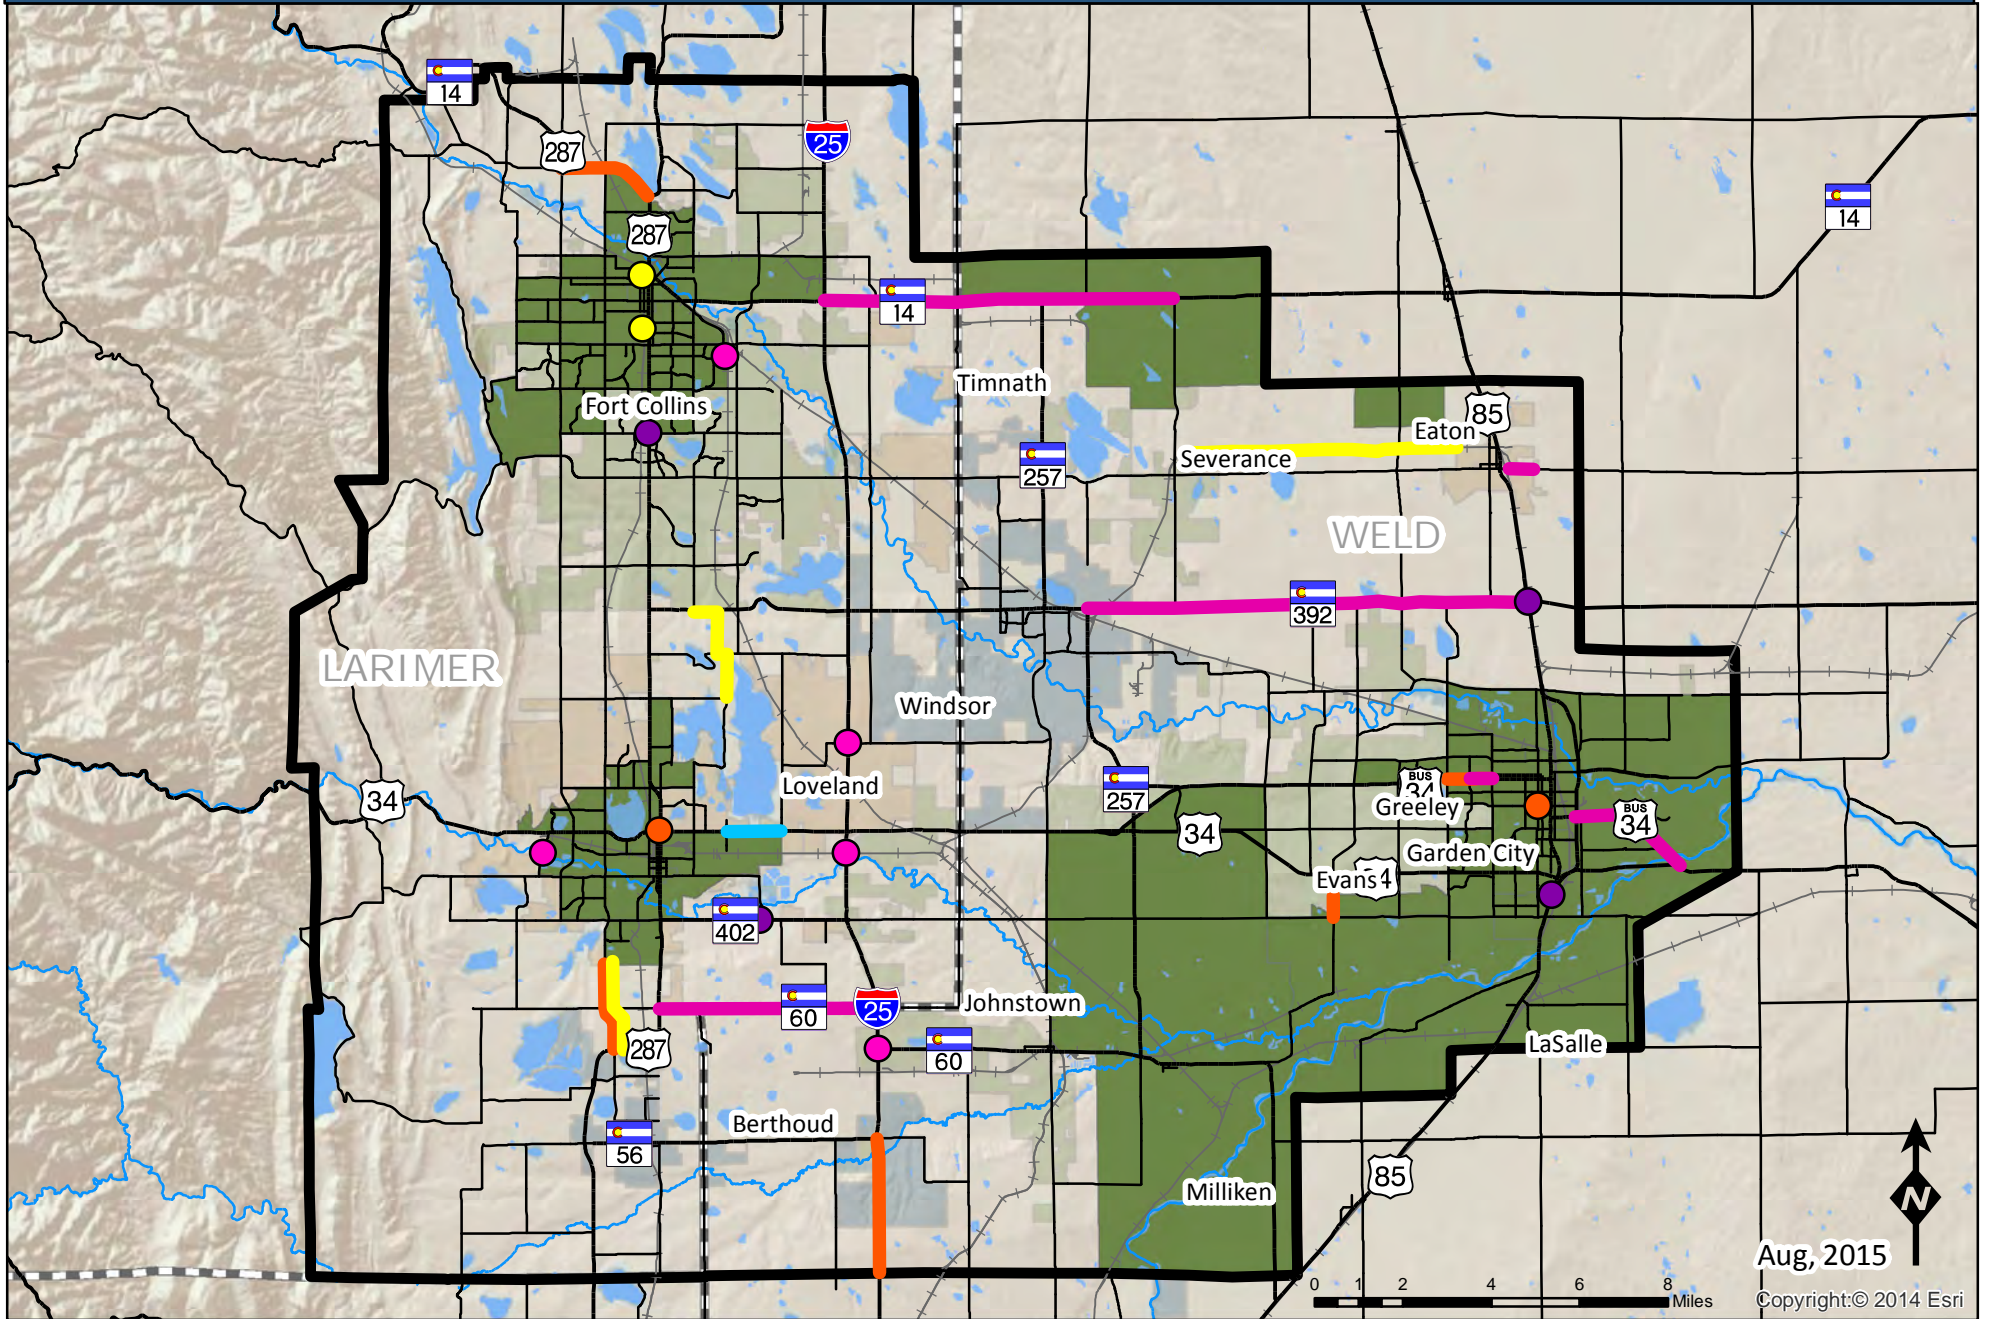 14
287
25
14
287
14
Timnath
Fort Collins
85
Eaton
Severance
257
WELD
392
LARIMER
Windsor
Loveland
34
257
BUS
34
Greeley
BUS
34
34
Garden City
Evans
402
60
25
Johnstown
287
60
LaSalle
Berthoud
56
85
Milliken
N
Aug, 2015
0 1 2 4 6 8
Miles
Copyright:© 2014 Esri